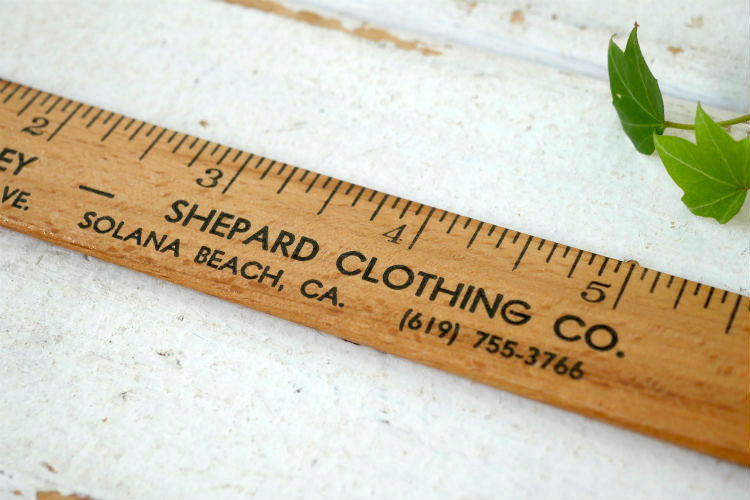 2 3 4 5
EY — SHEPARD CLOTHING CO.
VE. SOLANA BEACH, CA. (619) 755-3766